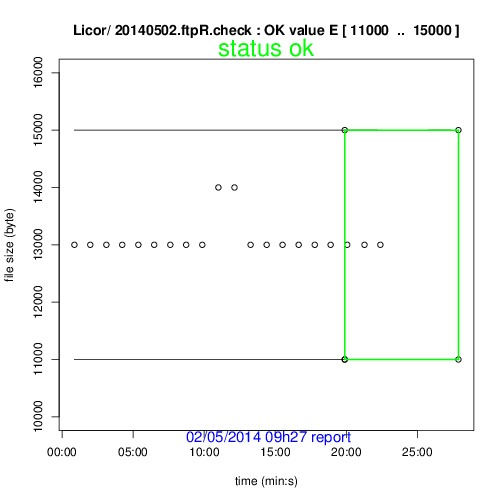 Licor/ 20140502.ftpR.check : OK value E [ 11000  ..  15000 ]
status ok
16000
15000
14000
13000
12000
11000
10000
file size (byte)
02/05/2014 09h27 report
00:00 05:00 10:00 15:00 20:00 25:00
time (min:s)